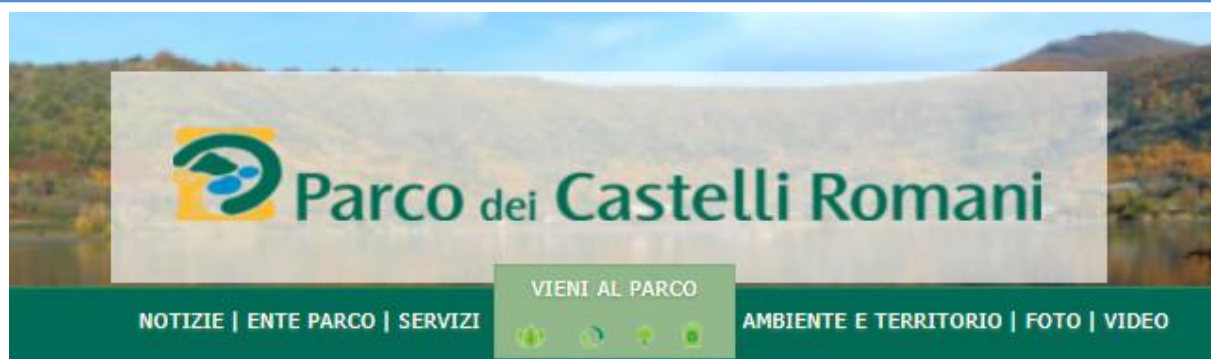 Parco dei Castelli Romani
VIENI AL PARCO
NOTIZIE | ENTE PARCO | SERVIZI
AMBIENTE E TERRITORIO | FOTO | VIDEO